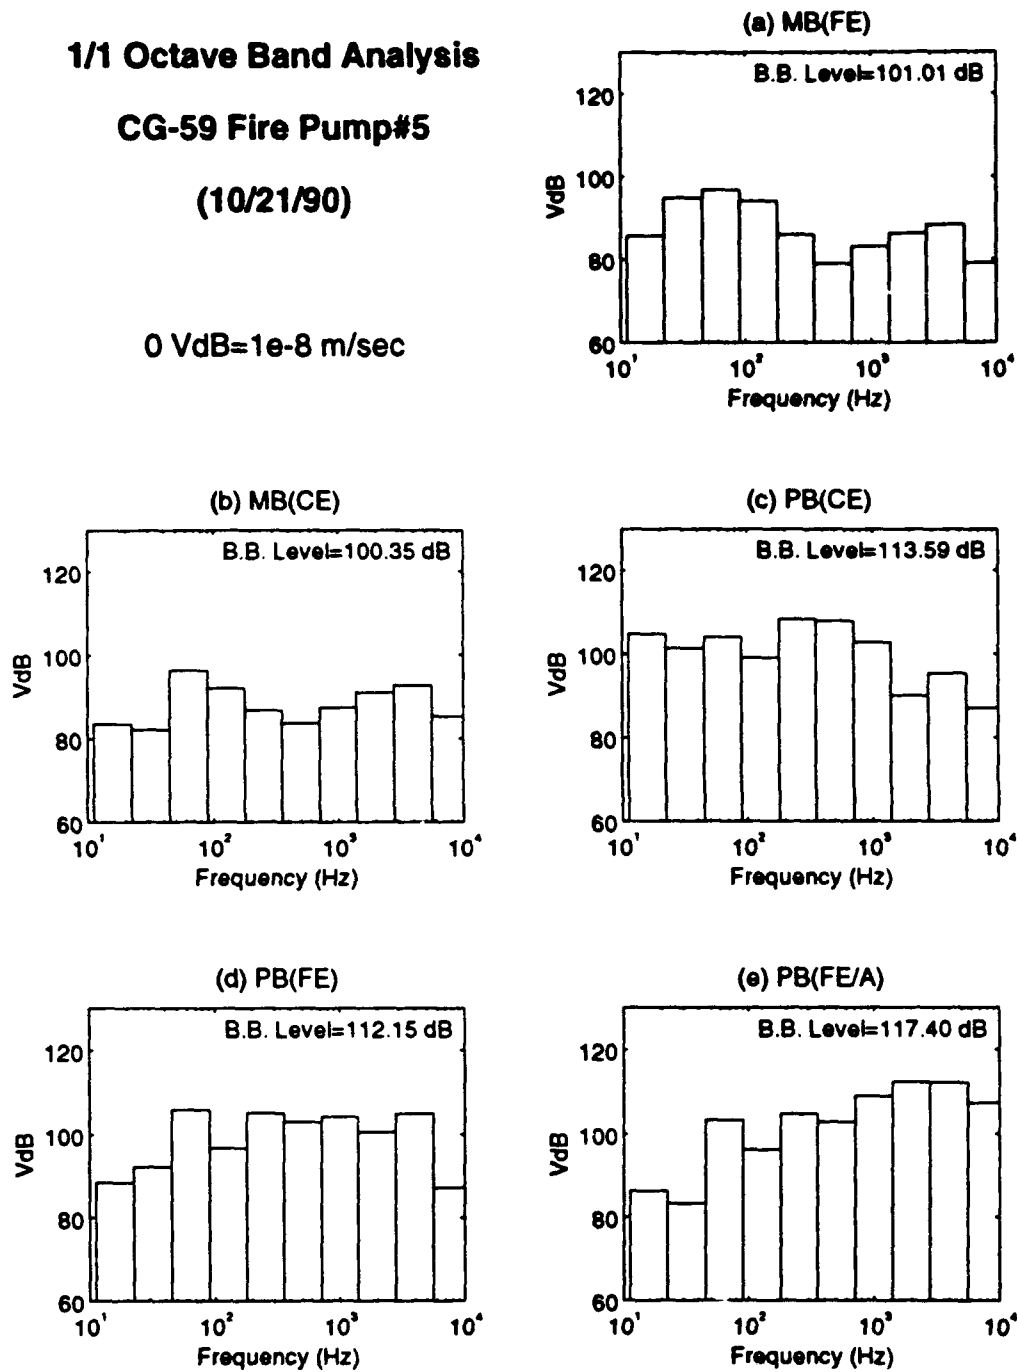 1/1 Octave Band Analysis
CG-59 Fire Pump#5
(10/21/90)
0 VdB=1e-8 m/sec
(a) MB(FE)
B.B. Level=101.01 dB
120
100
80
60
VdB
10¹ 10² 10³ 10⁴
Frequency (Hz)
(b) MB(CE)
B.B. Level=100.35 dB
120
100
80
60
VdB
10¹ 10² 10³ 10⁴
Frequency (Hz)
(c) PB(CE)
B.B. Level=113.59 dB
120
100
80
60
VdB
10¹ 10² 10³ 10⁴
Frequency (Hz)
(d) PB(FE)
B.B. Level=112.15 dB
120
100
80
60
VdB
10¹ 10² 10³ 10⁴
Frequency (Hz)
(e) PB(FE/A)
B.B. Level=117.40 dB
120
100
80
60
VdB
10¹ 10² 10³ 10⁴
Frequency (Hz)